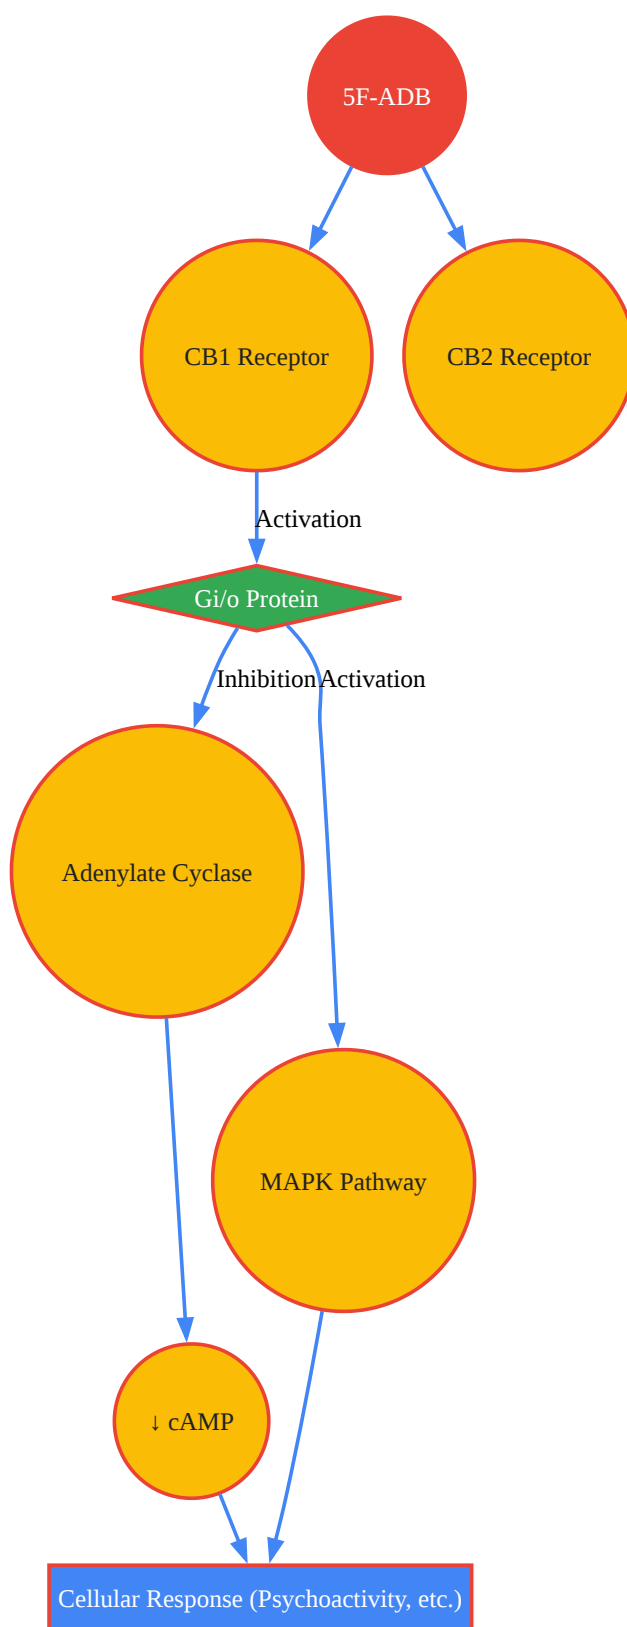 5F-ADB
CB1 Receptor
CB2 Receptor
Activation
Gi/o Protein
Inhibition
Activation
Adenylate Cyclase
MAPK Pathway
↓ cAMP
Cellular Response (Psychoactivity, etc.)